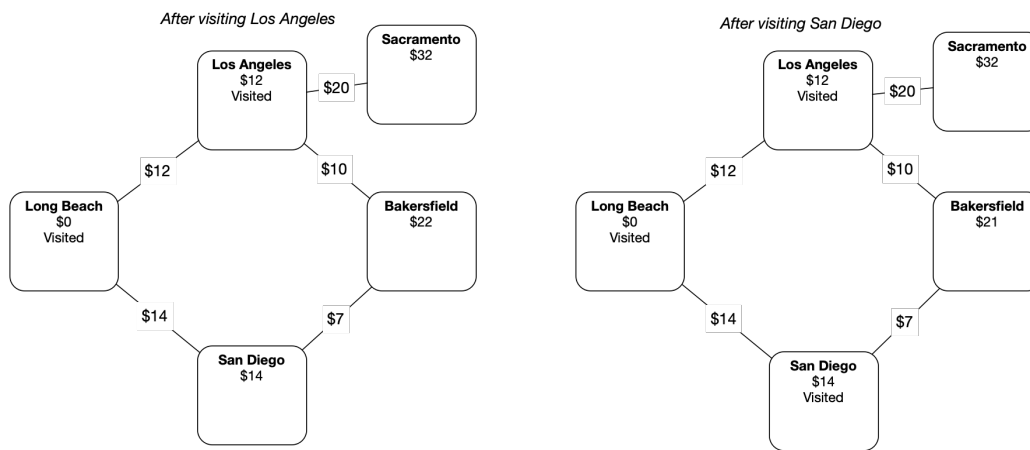 After visiting Los Angeles
Sacramento
$32
Los Angeles
$12
Visited
$20
$12
$10
Long Beach
$0
Visited
Bakersfield
$22
$14
$7
San Diego
$14
After visiting San Diego
Sacramento
$32
Los Angeles
$12
Visited
$20
$12
$10
Long Beach
$0
Visited
Bakersfield
$21
$14
$7
San Diego
$14
Visited